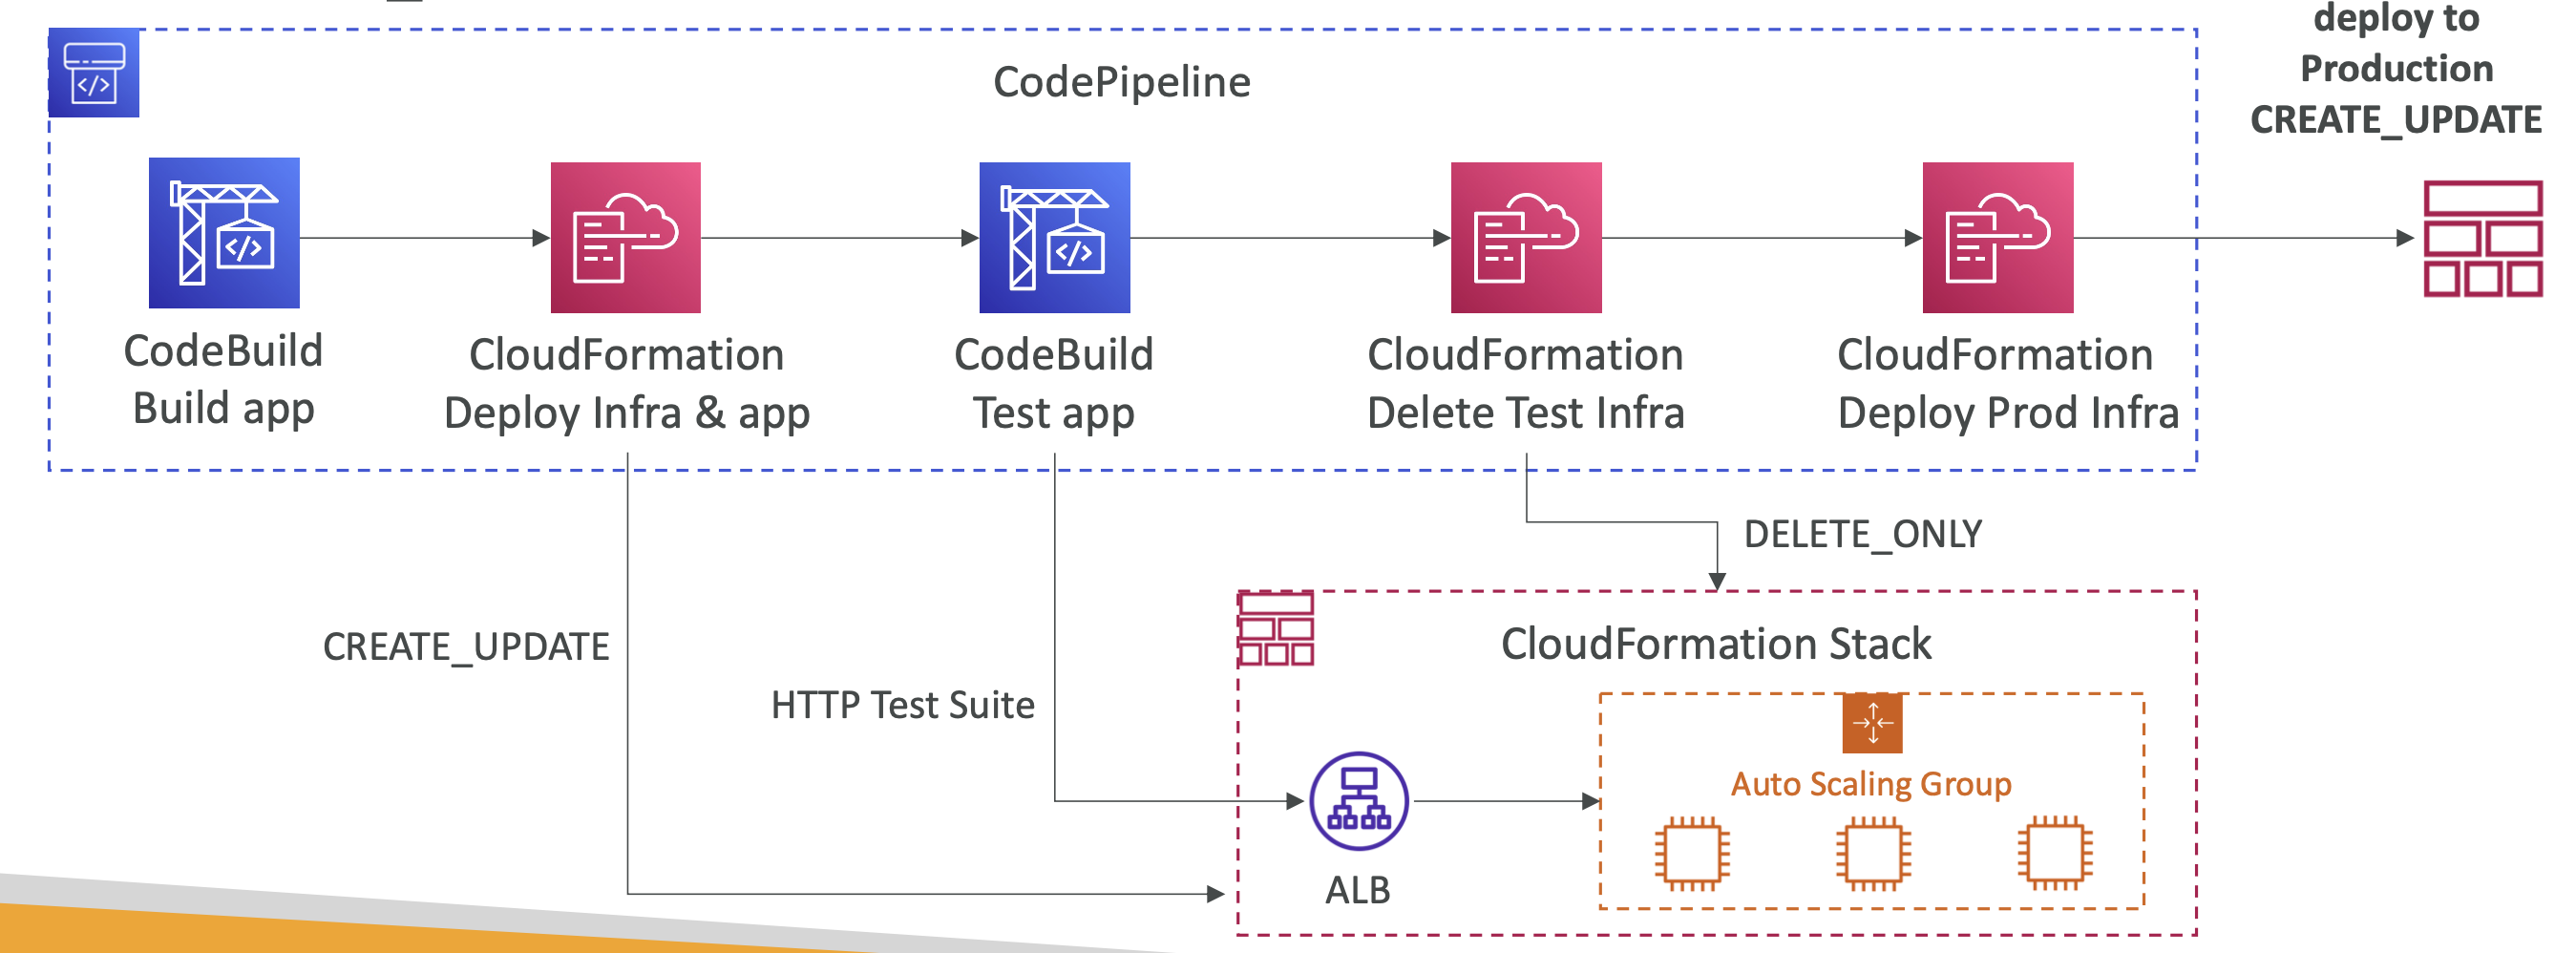 deploy to
Production
CREATE_UPDATE
CodePipeline
CodeBuild
Build app
CloudFormation
Deploy Infra & app
CodeBuild
Test app
CloudFormation
Delete Test Infra
CloudFormation
Deploy Prod Infra
DELETE_ONLY
CREATE_UPDATE
HTTP Test Suite
CloudFormation Stack
Auto Scaling Group
ALB